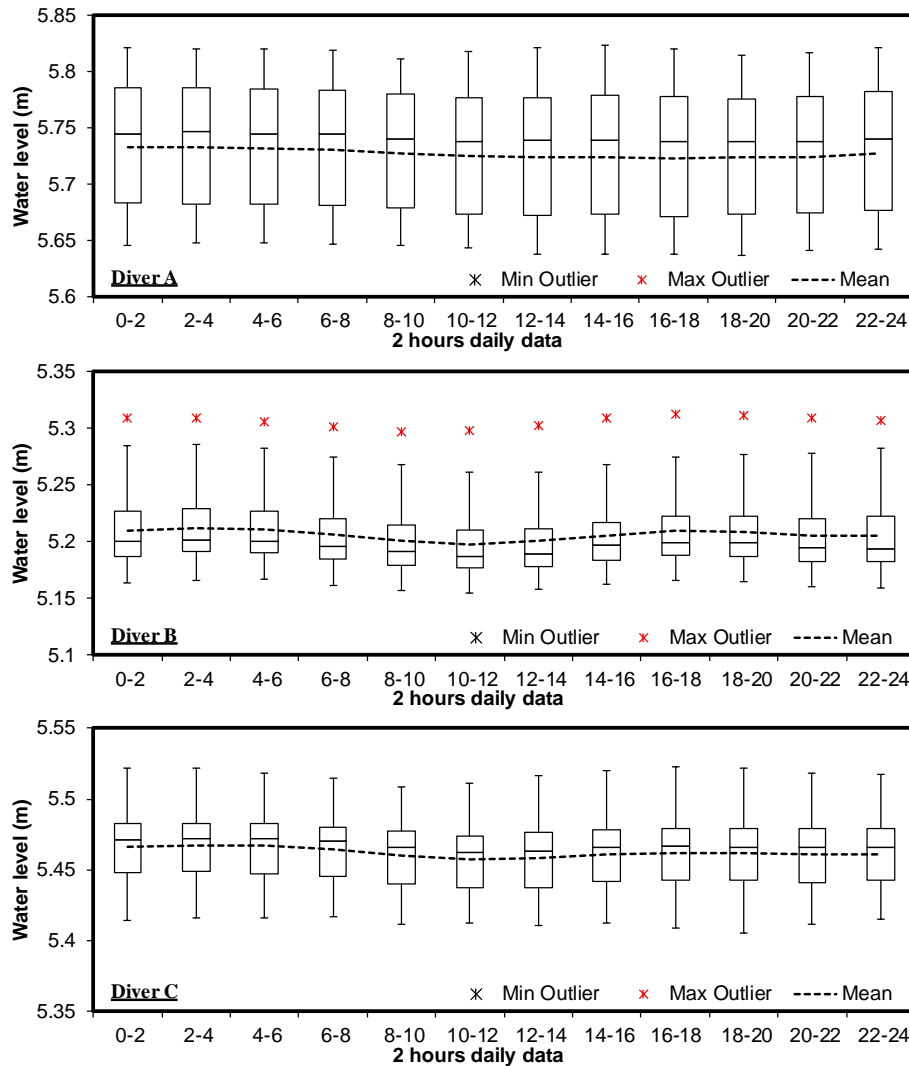 5.85
5.8
5.75
5.7
5.65
5.6
Water level (m)
Diver A
Min Outlier Max Outlier Mean
0-2 2-4 4-6 6-8 8-10 10-12 12-14 14-16 16-18 18-20 20-22 22-24
2 hours daily data
5.35
5.3
5.25
5.2
5.15
5.1
Water level (m)
Diver B
Min Outlier Max Outlier Mean
0-2 2-4 4-6 6-8 8-10 10-12 12-14 14-16 16-18 18-20 20-22 22-24
2 hours daily data
5.55
5.5
5.45
5.4
5.35
Water level (m)
Diver C
Min Outlier Max Outlier Mean
0-2 2-4 4-6 6-8 8-10 10-12 12-14 14-16 16-18 18-20 20-22 22-24
2 hours daily data